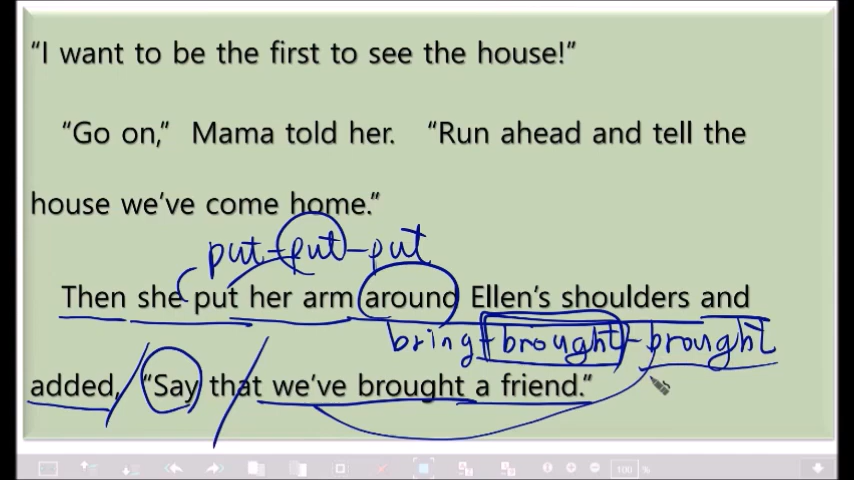 “I want to be the first to see the house!”
“Go on,” Mama told her. “Run ahead and tell the
house we’ve come home.”
put - put - put
Then she put her arm around Ellen’s shoulders and
bring - brought - brought
added, “Say that we’ve brought a friend.”
100 %